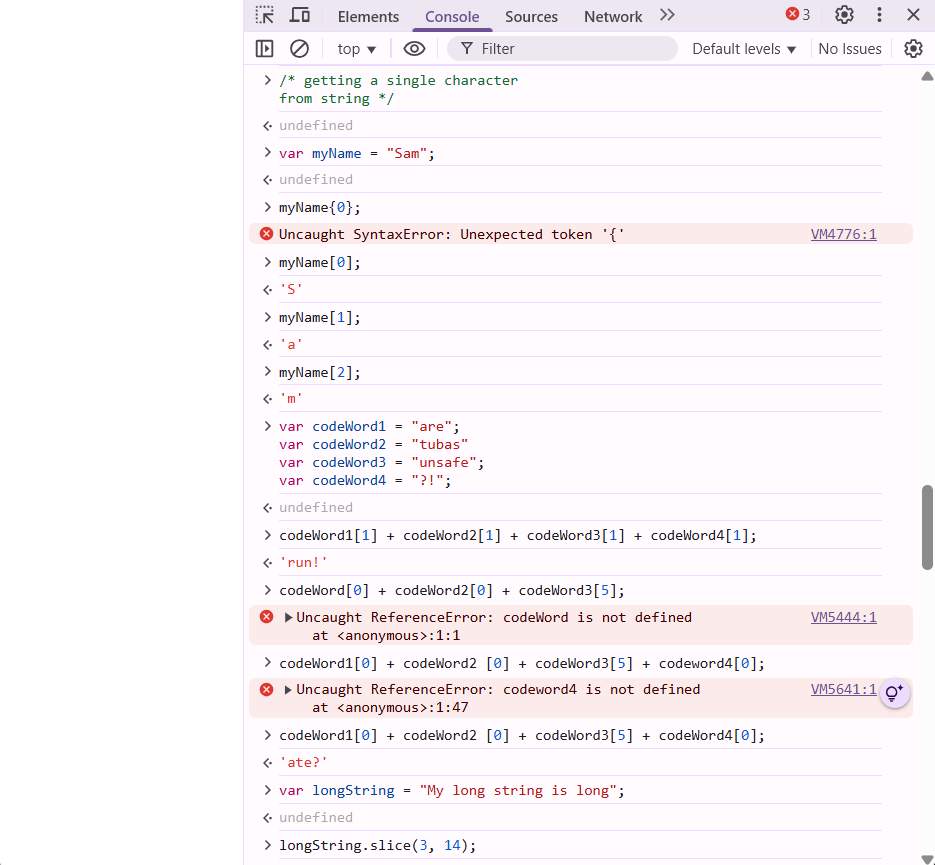 Elements Console Sources Network 3
top Filter Default levels No Issues
/* getting a single character
from string */
undefined
var myName = "Sam";
undefined
myName{0};
Uncaught SyntaxError: Unexpected token '{' VM4776:1
myName[0];
'S'
myName[1];
'a'
myName[2];
'm'
var codeWord1 = "are";
var codeWord2 = "tubas"
var codeWord3 = "unsafe";
var codeWord4 = "?!";
undefined
codeWord1[1] + codeWord2[1] + codeWord3[1] + codeWord4[1];
'run!'
codeWord[0] + codeWord2[0] + codeWord3[5];
Uncaught ReferenceError: codeWord is not defined VM5444:1
at <anonymous>:1:1
codeWord1[0] + codeWord2 [0] + codeWord3[5] + codeword4[0];
Uncaught ReferenceError: codeword4 is not defined VM5641:1
at <anonymous>:1:47
codeWord1[0] + codeWord2 [0] + codeWord3[5] + codeWord4[0];
'ate?'
var longString = "My long string is long";
undefined
longString.slice(3, 14);